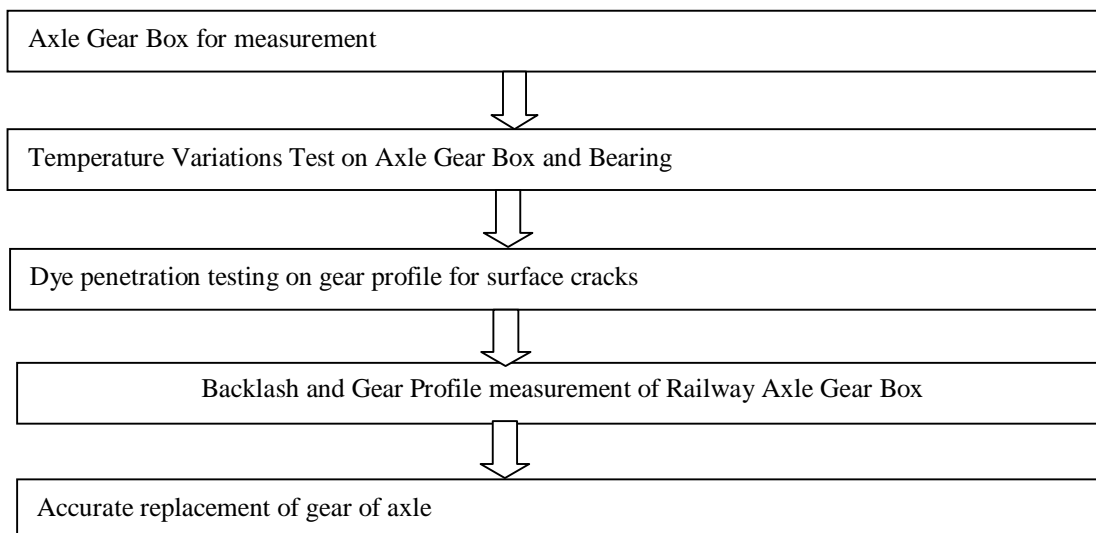 Axle Gear Box for measurement
Temperature Variations Test on Axle Gear Box and Bearing
Dye penetration testing on gear profile for surface cracks
Backlash and Gear Profile measurement of Railway Axle Gear Box
Accurate replacement of gear of axle